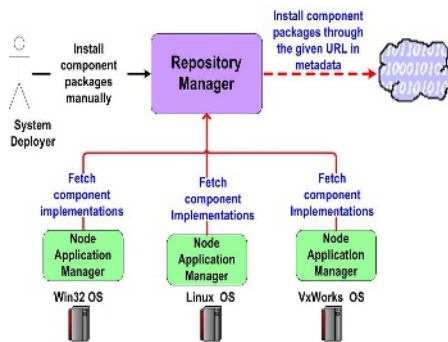 Install
component
packages
manually
System
Deployer
Repository
Manager
Install component
packages through
the given URL in
metadata
Fetch
component
implementations
Fetch
component
Implementations
Fetch
component
Implementations
Node
Application
Manager
Node
Application
Manager
Node
Application
Manager
Win32 OS
Linux OS
VxWorks OS